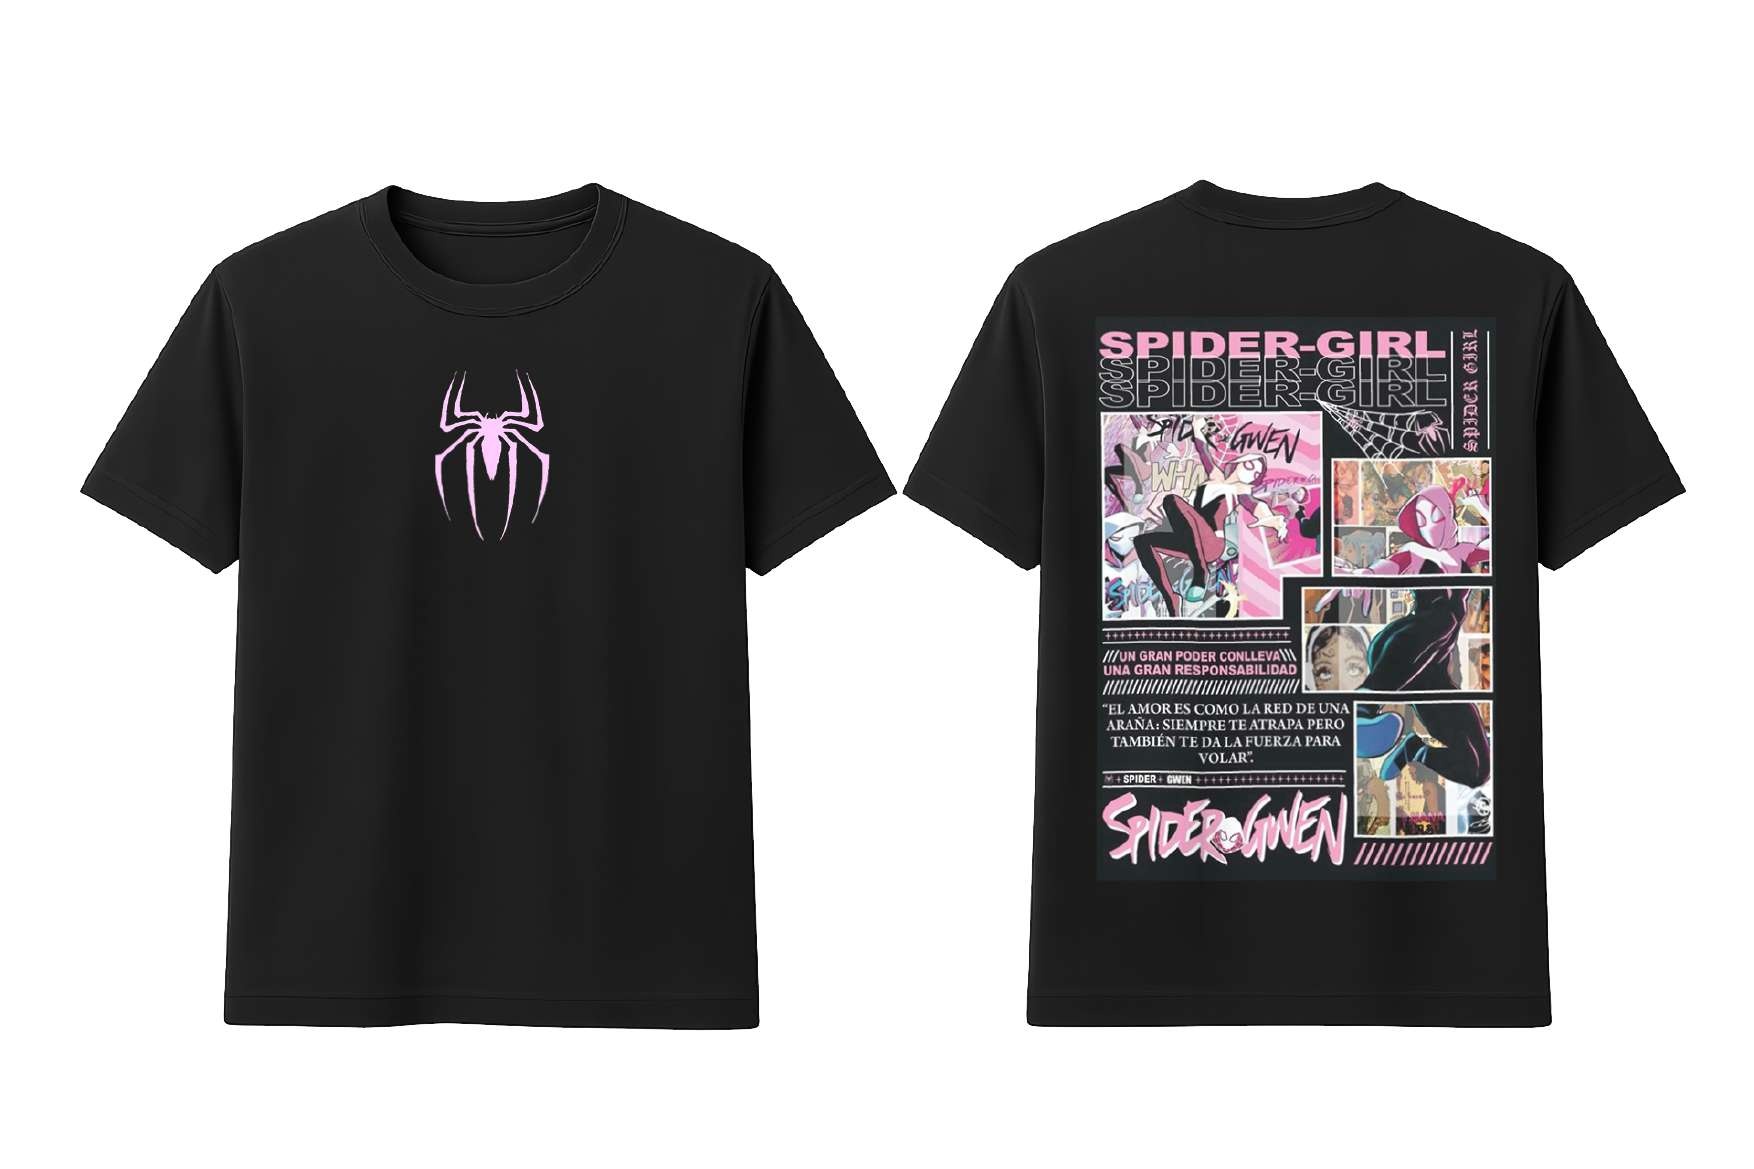 SPIDER-GIRL
SPIDER-GIRL
SPIDER-GIRL
SPIDER GIRL
SPIDER GWEN
WHA
UN GRAN PODER CONLLEVA
UNA GRAN RESPONSABILIDAD
“EL AMOR ES COMO LA RED DE UNA
ARAÑA: SIEMPRE TE ATRAPA PERO
TAMBIÉN TE DA LA FUERZA PARA
VOLAR”.
SPIDER + GWEN
SPIDER GWEN